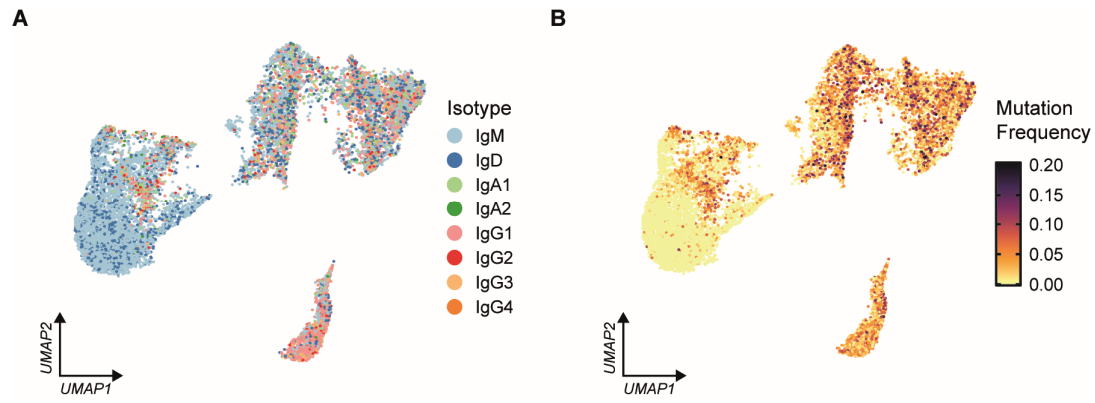 A
Isotype
IgM
IgD
IgA1
IgA2
IgG1
IgG2
IgG3
IgG4
UMAP2
UMAP1
B
Mutation
Frequency
0.20
0.15
0.10
0.05
0.00
UMAP2
UMAP1